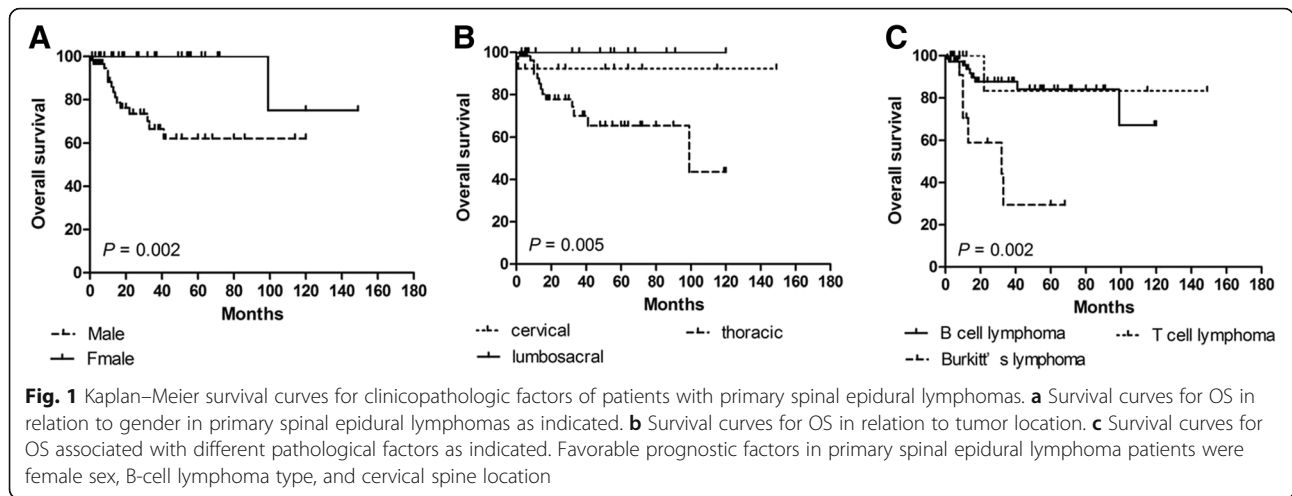 A
Overall survival
100
80
60
40
20
0
P = 0.002
0 20 40 60 80 100 120 140 160 180
Months
Male
Fmale
B
Overall survival
100
80
60
40
20
0
P = 0.005
0 20 40 60 80 100 120 140 160 180
Months
cervical
thoracic
lumbosacral
C
Overall survival
100
80
60
40
20
0
P = 0.002
0 20 40 60 80 100 120 140 160 180
Months
B cell lymphoma
T cell lymphoma
Burkitt' s lymphoma
Fig. 1 Kaplan–Meier survival curves for clinicopathologic factors of patients with primary spinal epidural lymphomas. a Survival curves for OS in
relation to gender in primary spinal epidural lymphomas as indicated. b Survival curves for OS in relation to tumor location. c Survival curves for
OS associated with different pathological factors as indicated. Favorable prognostic factors in primary spinal epidural lymphoma patients were
female sex, B-cell lymphoma type, and cervical spine location